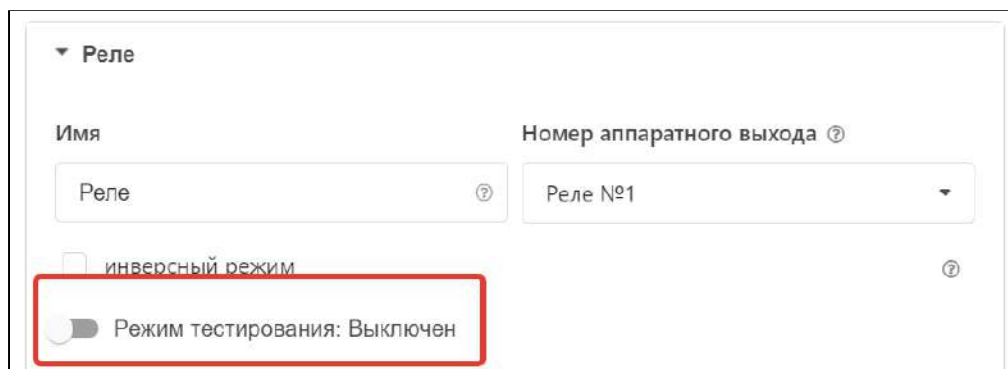 Реле
Имя
Номер аппаратного выхода
Реле
Реле №1
инверсный режим
Режим тестирования: Выключен